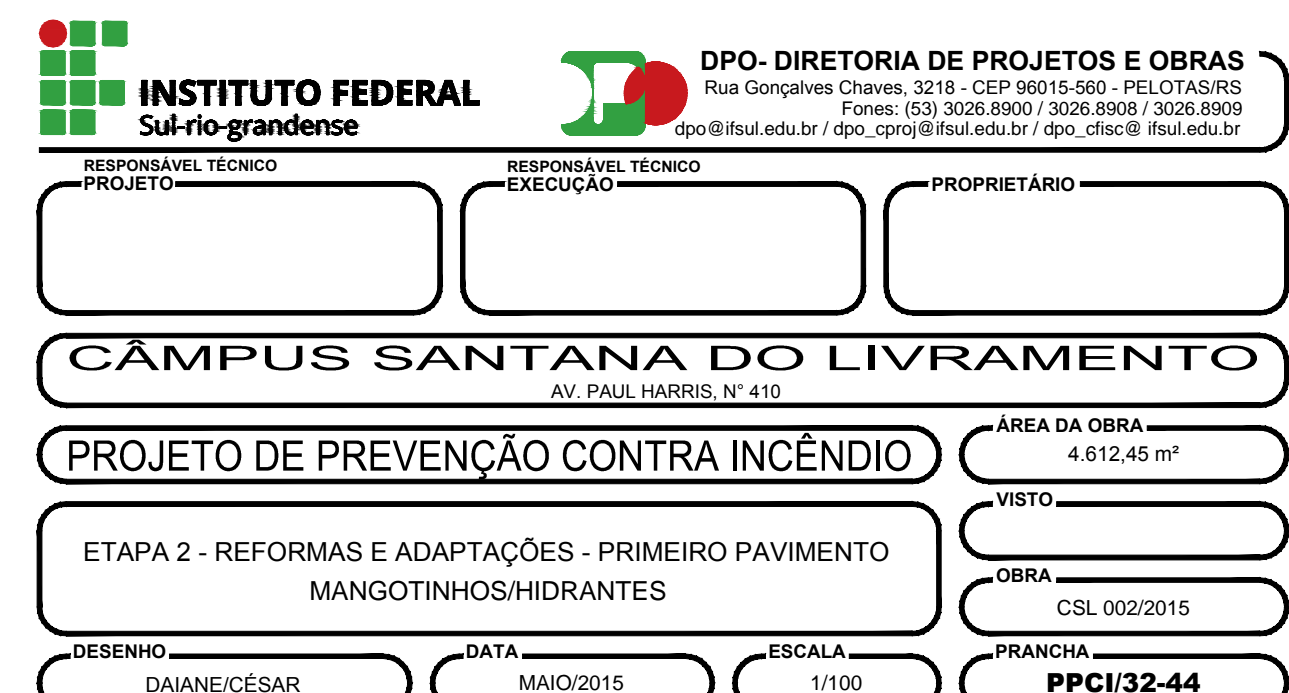 INSTITUTO FEDERAL
Sul-rio-grandense
DPO- DIRETORIA DE PROJETOS E OBRAS
Rua Gonçalves Chaves, 3218 - CEP 96015-560 - PELOTAS/RS
Fones: (53) 3026.8900 / 3026.8908 / 3026.8909
dpo@ifsul.edu.br / dpo_cproj@ifsul.edu.br / dpo_cfisc@ ifsul.edu.br
RESPONSÁVEL TÉCNICO
PROJETO
RESPONSÁVEL TÉCNICO
EXECUÇÃO
PROPRIETÁRIO
CÂMPUS SANTANA DO LIVRAMENTO
AV. PAUL HARRIS, N° 410
PROJETO DE PREVENÇÃO CONTRA INCÊNDIO
ÁREA DA OBRA
4.612,45 m²
VISTO
ETAPA 2 - REFORMAS E ADAPTAÇÕES - PRIMEIRO PAVIMENTO
MANGOTINHOS/HIDRANTES
OBRA
CSL 002/2015
DESENHO
DAIANE/CÉSAR
DATA
MAIO/2015
ESCALA
1/100
PRANCHA
PPCI/32-44